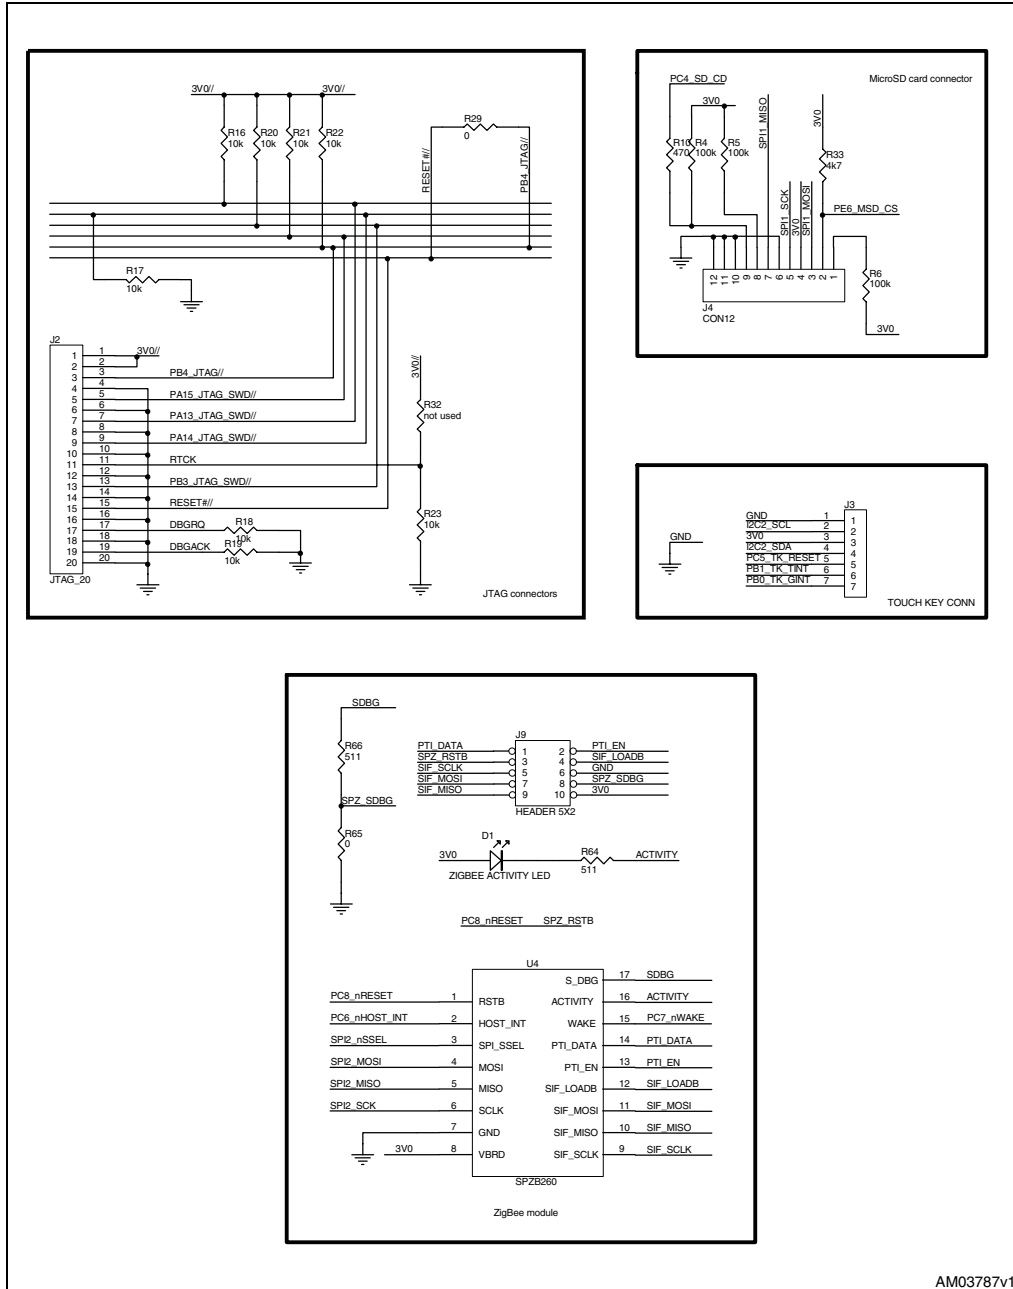 3V0// 3V0//
R16 10k
R20 10k
R21 10k
R22 10k
R29
0
RESET#//
PB4_JTAG//
R17
10k
J2
1 1 3V0//
2 2
3 3 PB4_JTAG//
4 4
5 5 PA15_JTAG_SWD//
6 6
7 7 PA13_JTAG_SWD//
8 8
9 9 PA14_JTAG_SWD//
10 10
11 11 RTCK
12 12
13 13 PB3_JTAG_SWD//
14 14
15 15 RESET#//
16 16
17 17 DBGRQ R18 10k
18 18
19 19 DBGACK R19 10k
20 20
JTAG_20
3V0//
R32
not used
R23
10k
JTAG connectors
PC4_SD_CD
MicroSD card connector
3V0
R10 470
R4 100k
R5 100k
SPI1_MISO
SPI1_SCK
3V0
SPI1_MOSI
3V0
R33
4k7
PE6_MSD_CS
12 11 10 9 8 7 6 5 4 3 2 1
J4
CON12
R6
100k
3V0
J3
GND 1 1
I2C2_SCL 2 2
3V0 3 3
I2C2_SDA 4 4
PC5_TK_RESET 5 5
PB1_TK_TINT 6 6
PB0_TK_GINT 7 7
GND
TOUCH KEY CONN
SDBG
R66
511
SPZ_SDBG
R65
0
J9
PTI_DATA 1 2 PTI_EN
SPZ_RSTB 3 4 SIF_LOADB
SIF_SCLK 5 6 GND
SIF_MOSI 7 8 SPZ_SDBG
SIF_MISO 9 10 3V0
HEADER 5X2
D1
3V0
R64
511
ACTIVITY
ZIGBEE ACTIVITY LED
PC8_nRESET SPZ_RSTB
U4
S_DBG 17 SDBG
PC8_nRESET 1 RSTB ACTIVITY 16 ACTIVITY
PC6_nHOST_INT 2 HOST_INT WAKE 15 PC7_nWAKE
SPI2_nSSEL 3 SPI_SSEL PTI_DATA 14 PTI_DATA
SPI2_MOSI 4 MOSI PTI_EN 13 PTI_EN
SPI2_MISO 5 MISO SIF_LOADB 12 SIF_LOADB
SPI2_SCK 6 SCLK SIF_MOSI 11 SIF_MOSI
7 GND SIF_MISO 10 SIF_MISO
3V0 8 VBRD SIF_SCLK 9 SIF_SCLK
SPZB260
ZigBee module
AM03787v1